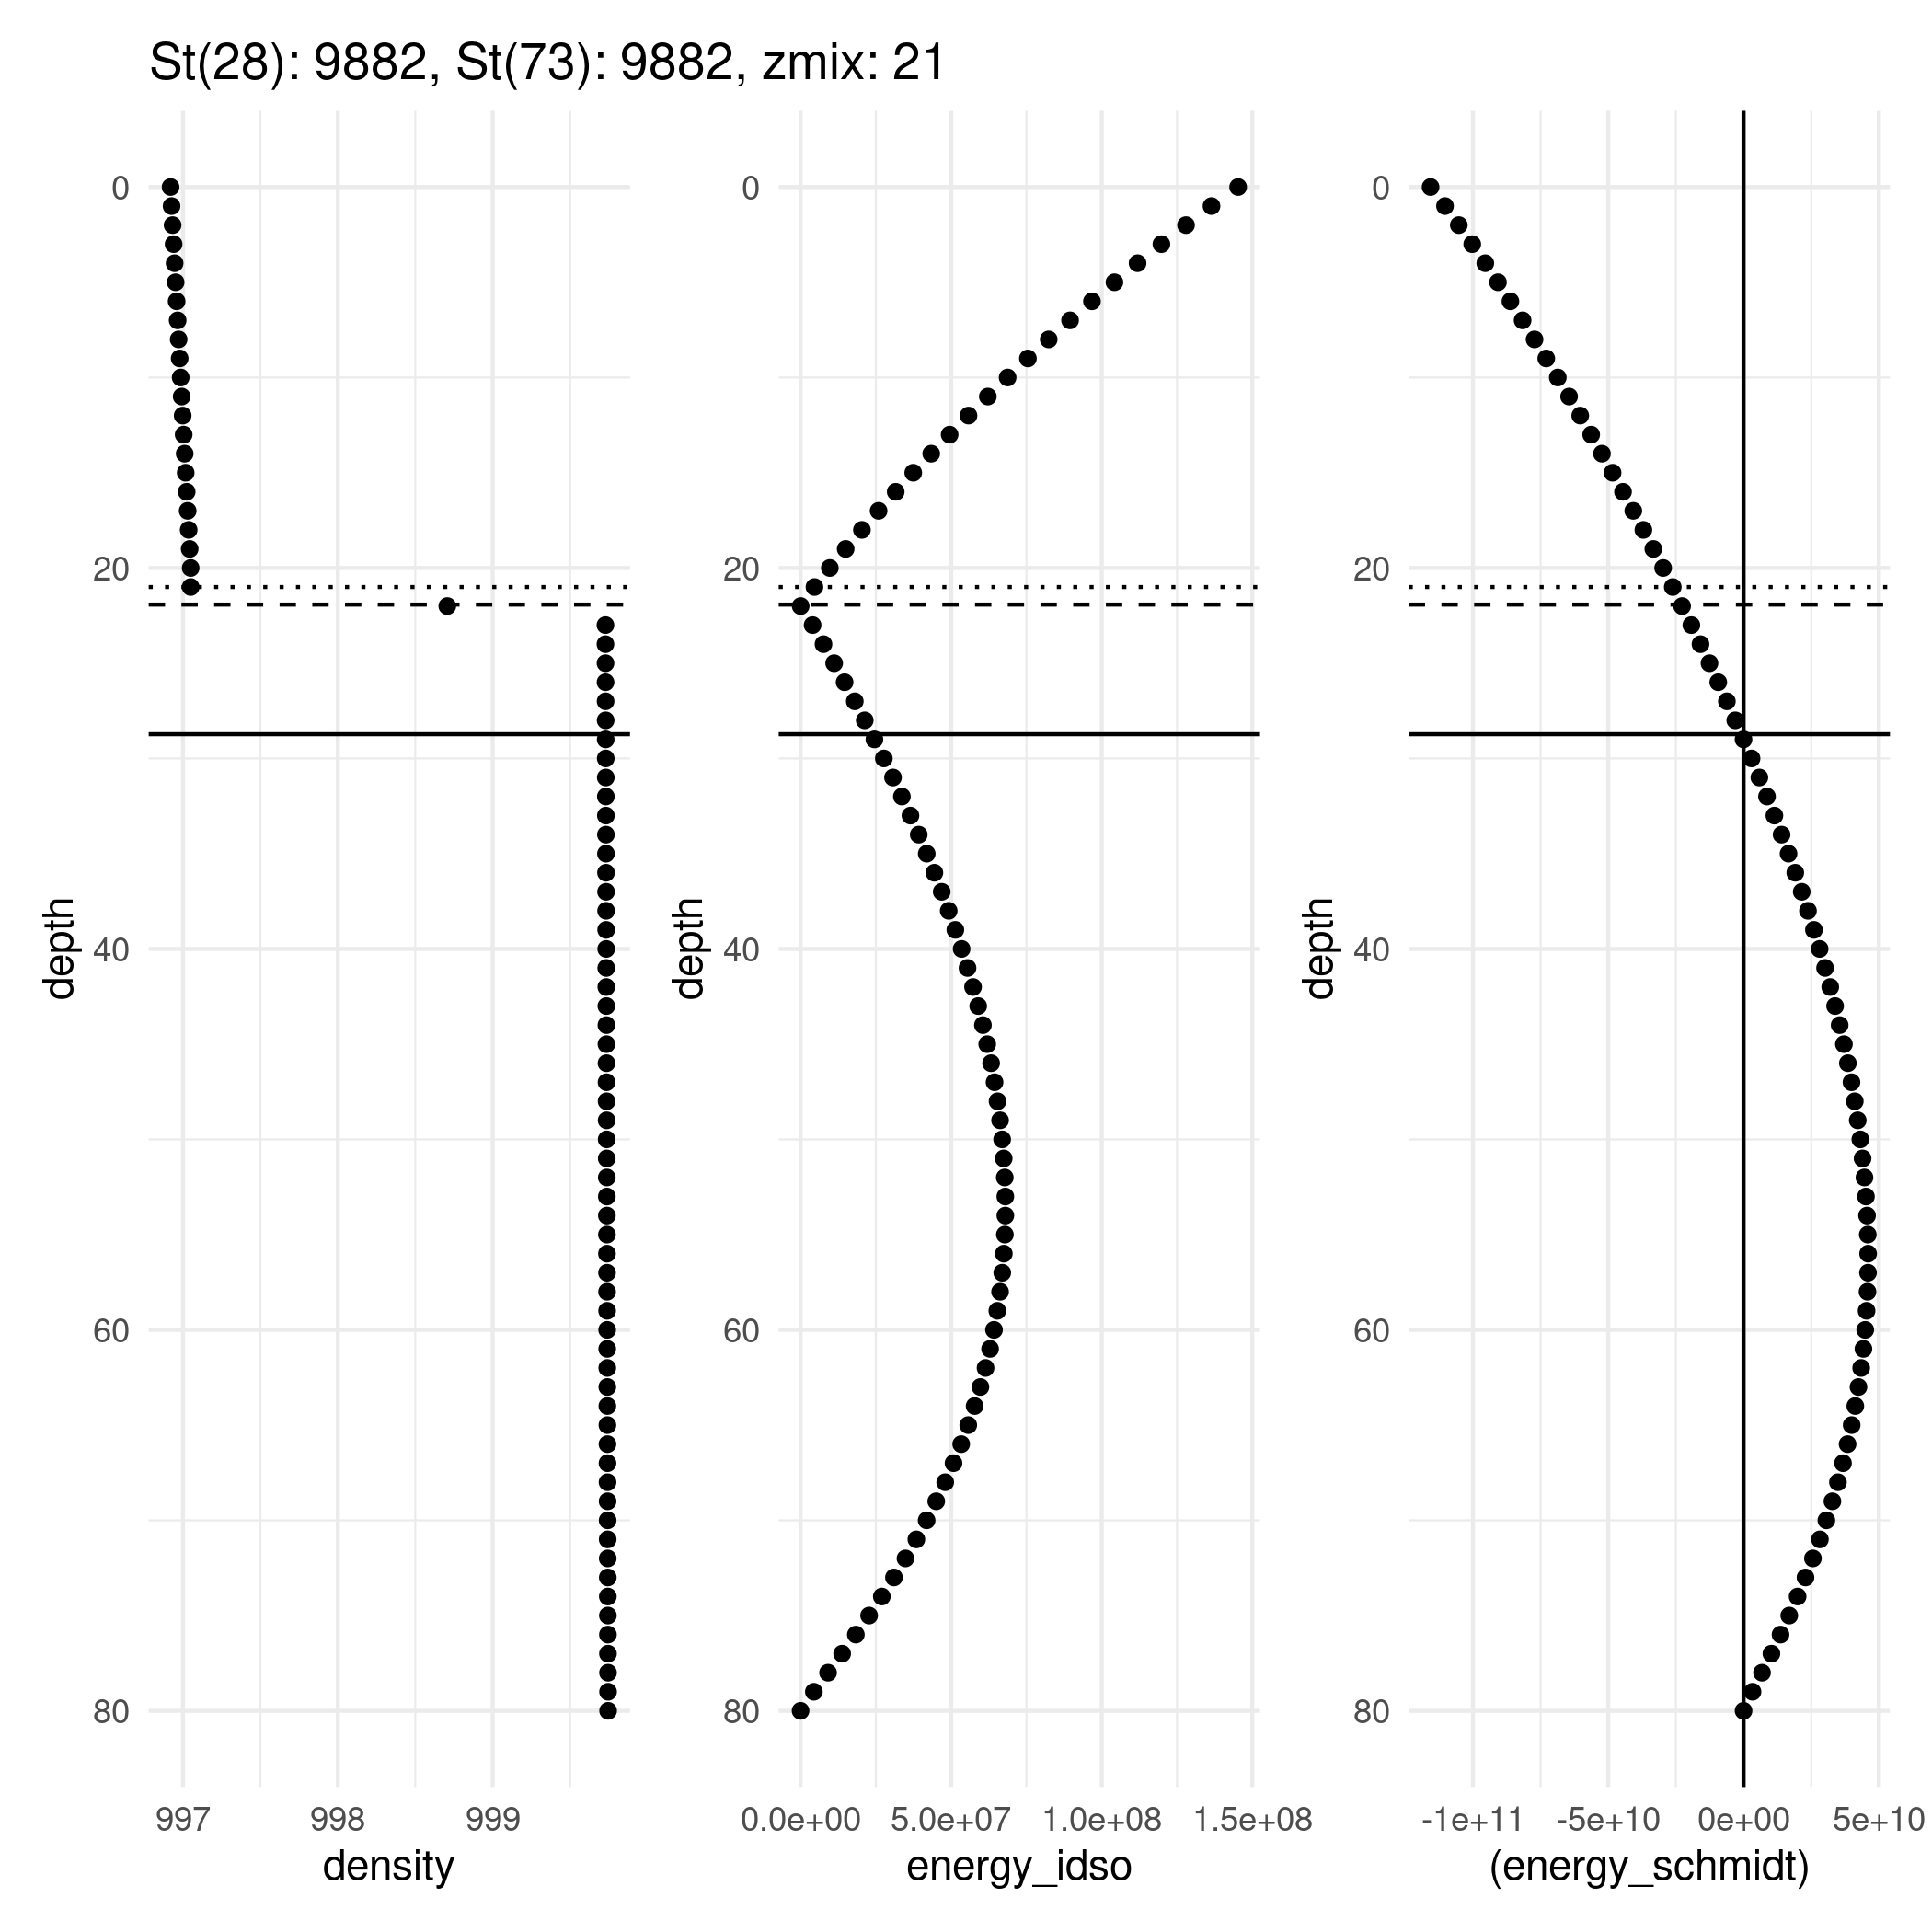 St(28): 9882, St(73): 9882, zmix: 21
0
20
40
60
80
depth
997
998
999
density
0
20
40
60
80
depth
0.0e+00
5.0e+07
1.0e+08
1.5e+08
energy_idso
0
20
40
60
80
depth
-1e+11
-5e+10
0e+00
5e+10
(energy_schmidt)